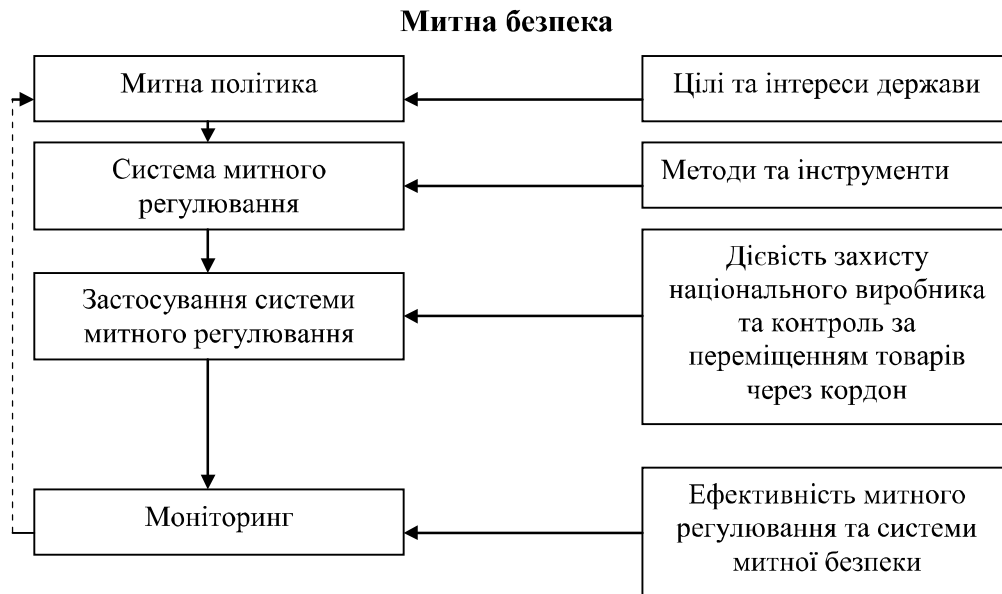 Митна безпека
Митна політика
Цілі та інтереси держави
Система митного
регулювання
Методи та інструменти
Застосування системи
митного регулювання
Дієвість захисту
національного виробника
та контроль за
переміщенням товарів
через кордон
Моніторинг
Ефективність митного
регулювання та системи
митної безпеки